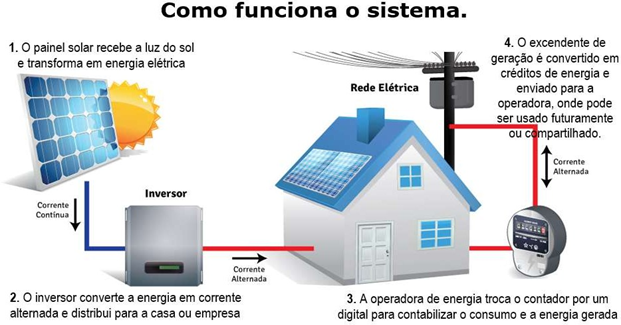 Como funciona o sistema.
1. O painel solar recebe a luz do sol
e transforma em energia elétrica
4. O excendente de
geração é convertido em
créditos de energia e
enviado para a
operadora, onde pode
ser usado futuramente
ou compartilhado.
Rede Elétrica
Corrente
Alternada
Corrente
Contínua
Inversor
Corrente
Alternada
2. O inversor converte a energia em corrente
alternada e distribui para a casa ou empresa
3. A operadora de energia troca o contador por um
digital para contabilizar o consumo e a energia gerada